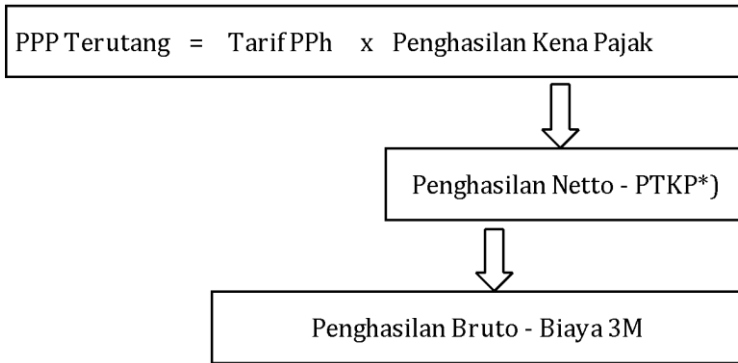 PPP Terutang = Tarif PPh x Penghasilan Kena Pajak
Penghasilan Netto - PTKP*)
Penghasilan Bruto - Biaya 3M